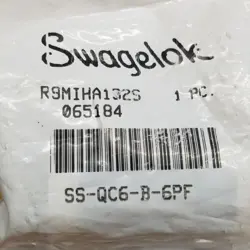 Swagelok
R9MIHA132S 1 PC.
065184
SS-QC6-B-6PF